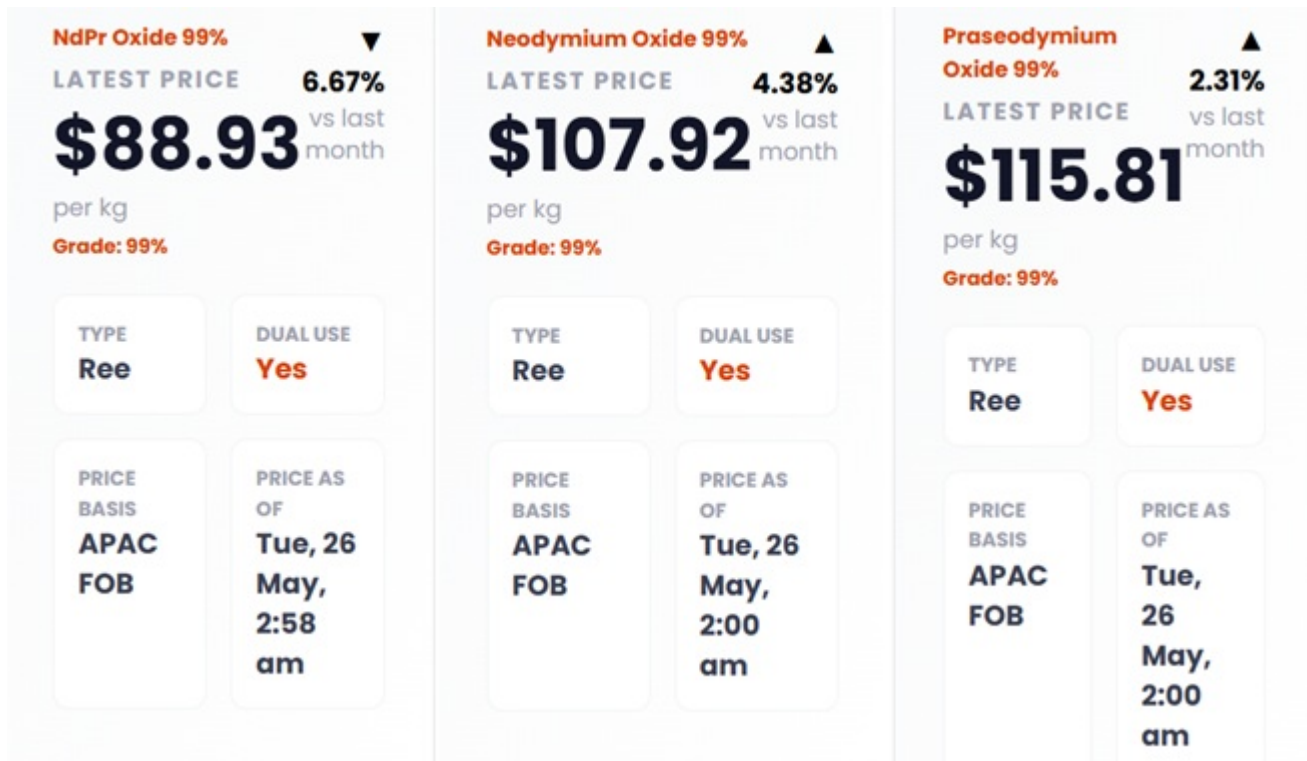 NdPr Oxide 99%
▼
LATEST PRICE
6.67%
$88.93
vs last
month
per kg
Grade: 99%
TYPE
Ree
DUAL USE
Yes
PRICE
BASIS
APAC
FOB
PRICE AS
OF
Tue, 26
May,
2:58
am
Neodymium Oxide 99%
▲
LATEST PRICE
4.38%
$107.92
vs last
month
per kg
Grade: 99%
TYPE
Ree
DUAL USE
Yes
PRICE
BASIS
APAC
FOB
PRICE AS
OF
Tue, 26
May,
2:00
am
Praseodymium
Oxide 99%
▲
2.31%
LATEST PRICE
vs last
month
$115.81
per kg
Grade: 99%
TYPE
Ree
DUAL USE
Yes
PRICE
BASIS
APAC
FOB
PRICE AS
OF
Tue,
26
May,
2:00
am